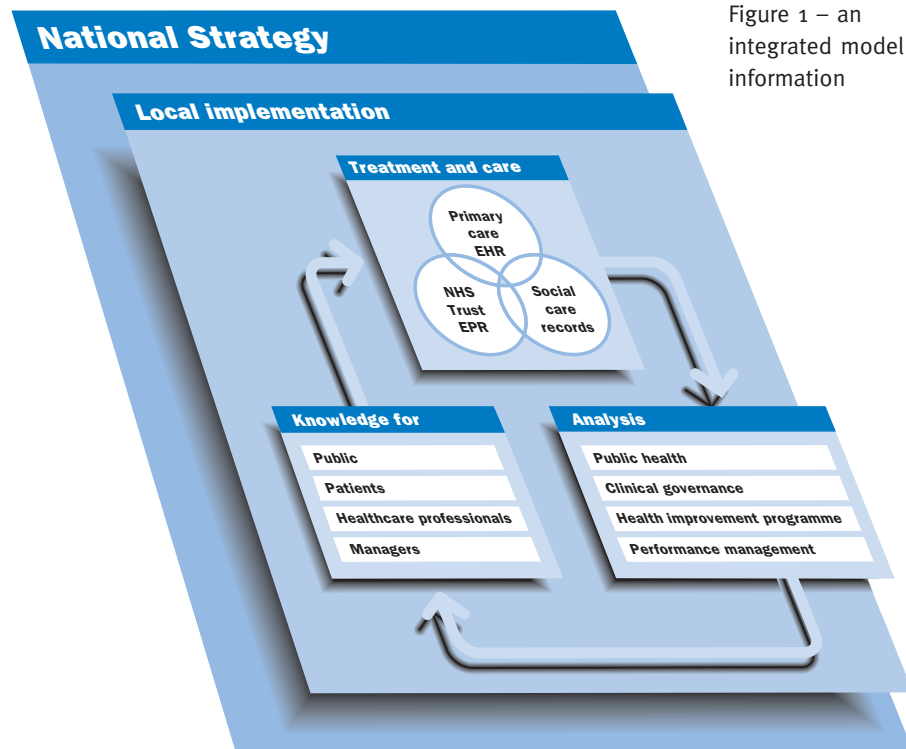 Figure 1 – an
integrated model
information
National Strategy
Local implementation
Treatment and care
Primary
care
EHR
NHS
Trust
EPR
Social
care
records
Knowledge for
Public
Patients
Healthcare professionals
Managers
Analysis
Public health
Clinical governance
Health improvement programme
Performance management